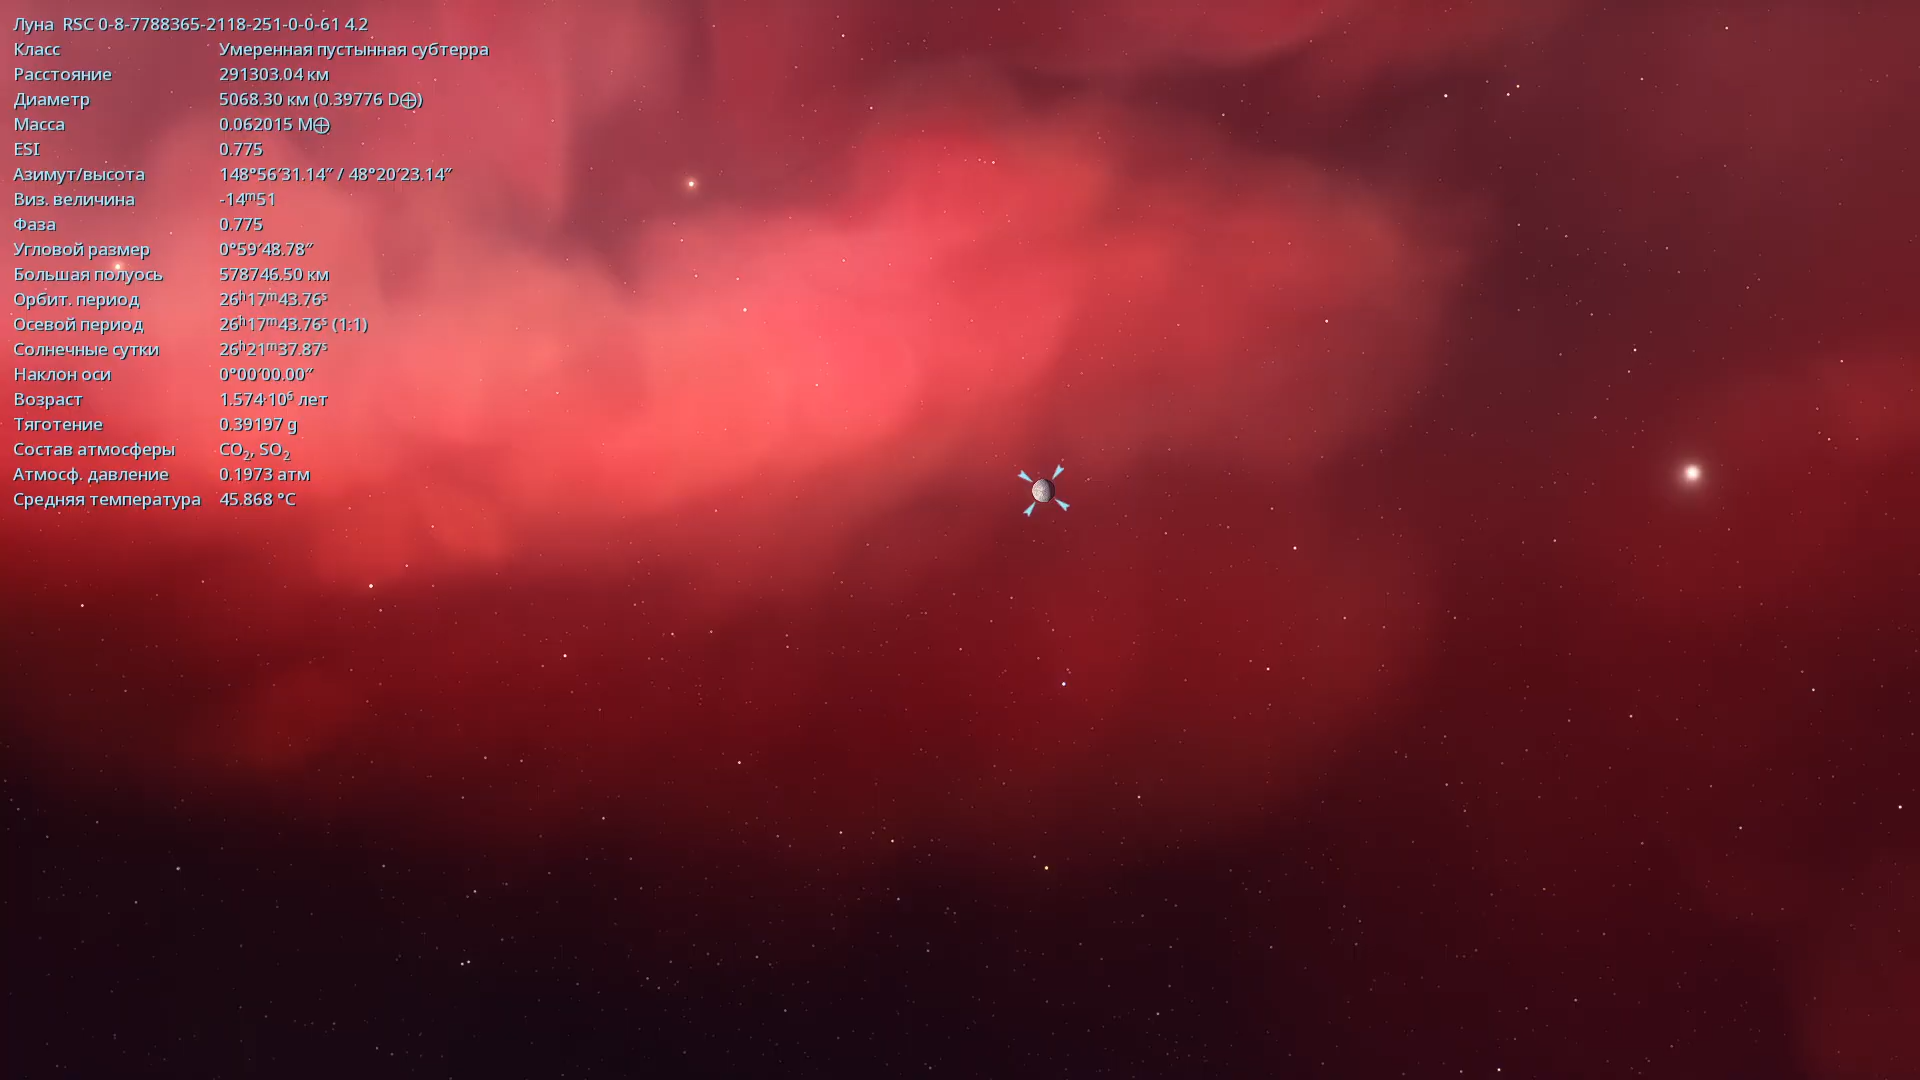 Луна RSC 0-8-7788365-2118-251-0-0-61 4.2
Класс Умеренная пустынная субтерра
Расстояние 291303.04 км
Диаметр 5068.30 км (0.39776 D⊕)
Масса 0.062015 M⊕
ESI 0.775
Азимут/высота 148°56′31.14″ / 48°20′23.14″
Виз. величина -14ᵐ51
Фаза 0.775
Угловой размер 0°59′48.78″
Большая полуось 578746.50 км
Орбит. период 26ʰ17ᵐ43.76ˢ
Осевой период 26ʰ17ᵐ43.76ˢ (1:1)
Солнечные сутки 26ʰ21ᵐ37.87ˢ
Наклон оси 0°00′00.00″
Возраст 1.574·10⁶ лет
Тяготение 0.39197 g
Состав атмосферы CO₂, SO₂
Атмосф. давление 0.1973 атм
Средняя температура 45.868 °C